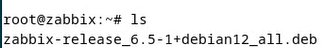 root@zabbix:~# ls
zabbix-release_6.5-1+debian12_all.deb